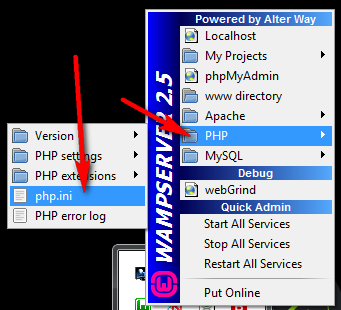 Powered by Alter Way
Localhost
My Projects
phpMyAdmin
www directory
Apache
PHP
MySQL
Debug
webGrind
Quick Admin
Start All Services
Stop All Services
Restart All Services
Put Online
WAMPSERVER 2.5
Version
PHP settings
PHP extensions
php.ini
PHP error log